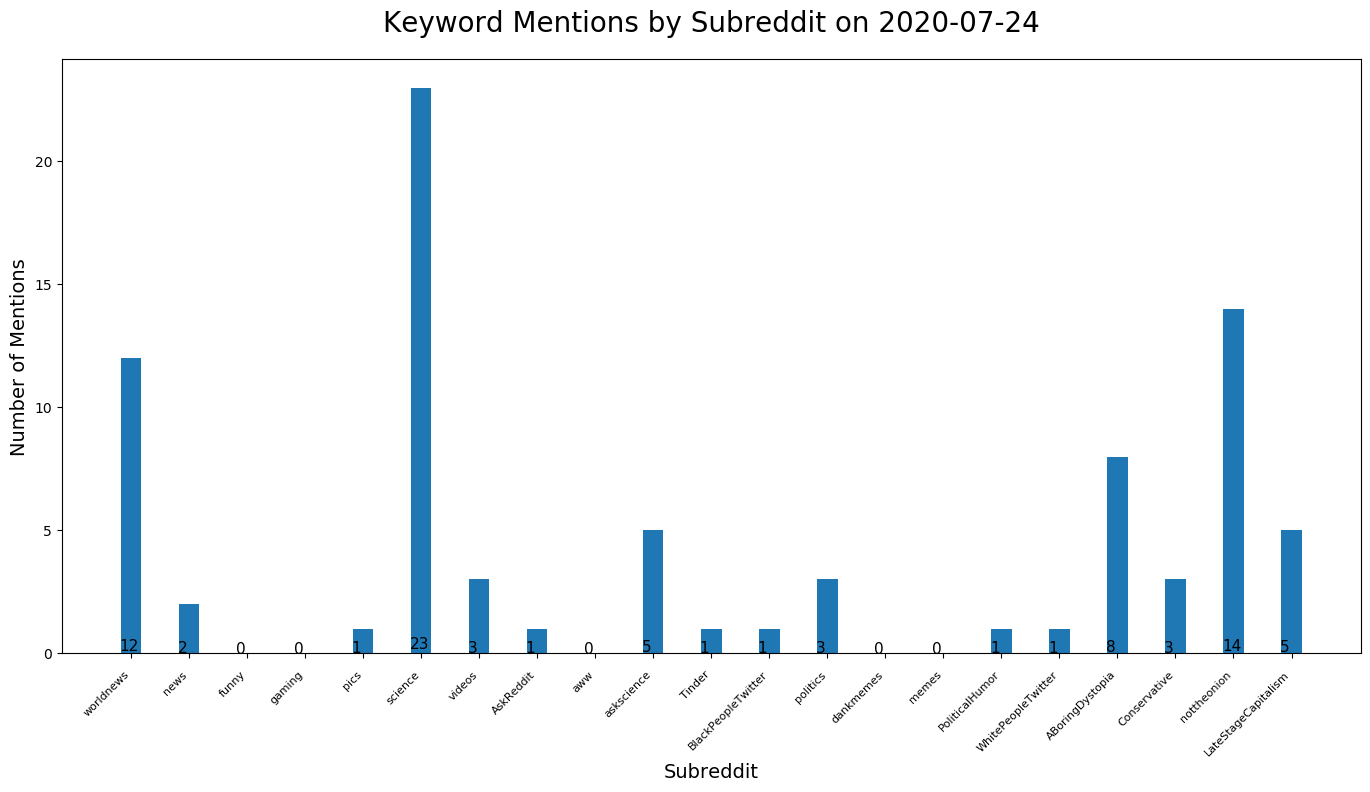 Keyword Mentions by Subreddit on 2020-07-24
Number of Mentions
20
15
10
5
0
12
2
0
0
1
23
3
1
0
5
1
1
3
0
0
1
1
8
3
14
5
worldnews
news
funny
gaming
pics
science
videos
AskReddit
aww
askscience
Tinder
BlackPeopleTwitter
politics
dankmemes
memes
PoliticalHumor
WhitePeopleTwitter
ABoringDystopia
Conservative
nottheonion
LateStageCapitalism
Subreddit